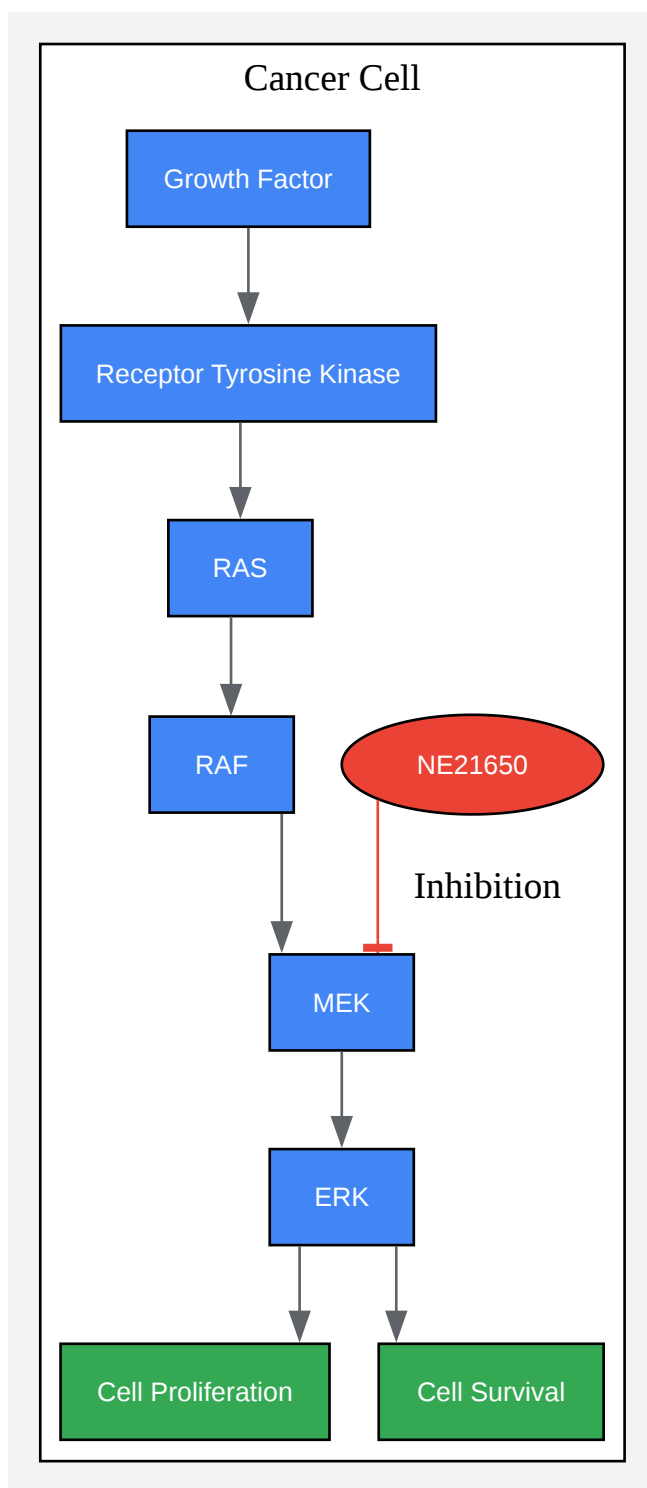 Cancer Cell
Growth Factor
Receptor Tyrosine Kinase
RAS
RAF
NE21650
Inhibition
MEK
ERK
Cell Proliferation
Cell Survival